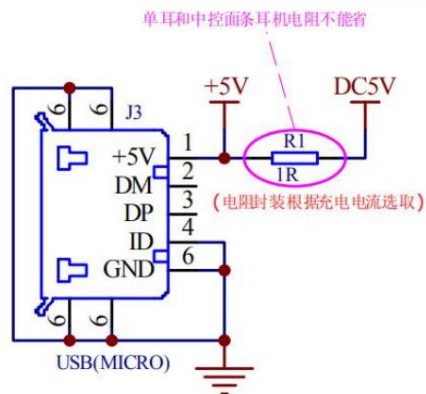 单耳和中控面条耳机电阻不能省
+5V
DC5V
6
6
J3
R1
+5V
1
1R
DM
2
(电阻封装根据充电电流选取)
DP
3
ID
4
GND
6
6
6
USB(MICRO)